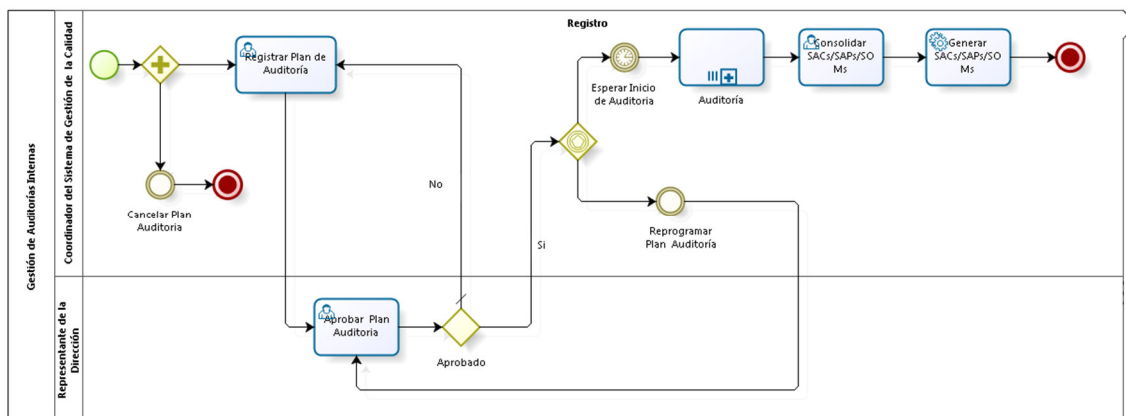 Registro
Gestión de Auditorías Internas
Coordinador del Sistema de Gestión de la Calidad
Registrar Plan de
Auditoría
Cancelar Plan
Auditoria
No
Si
Esperar Inicio
de Auditoria
Auditoría
Consolidar
SACs/SAPs/SO
Ms
Generar
SACs/SAPs/SO
Ms
Reprogramar
Plan Auditoría
Representante de la
Dirección
Aprobar Plan
Auditoria
Aprobado